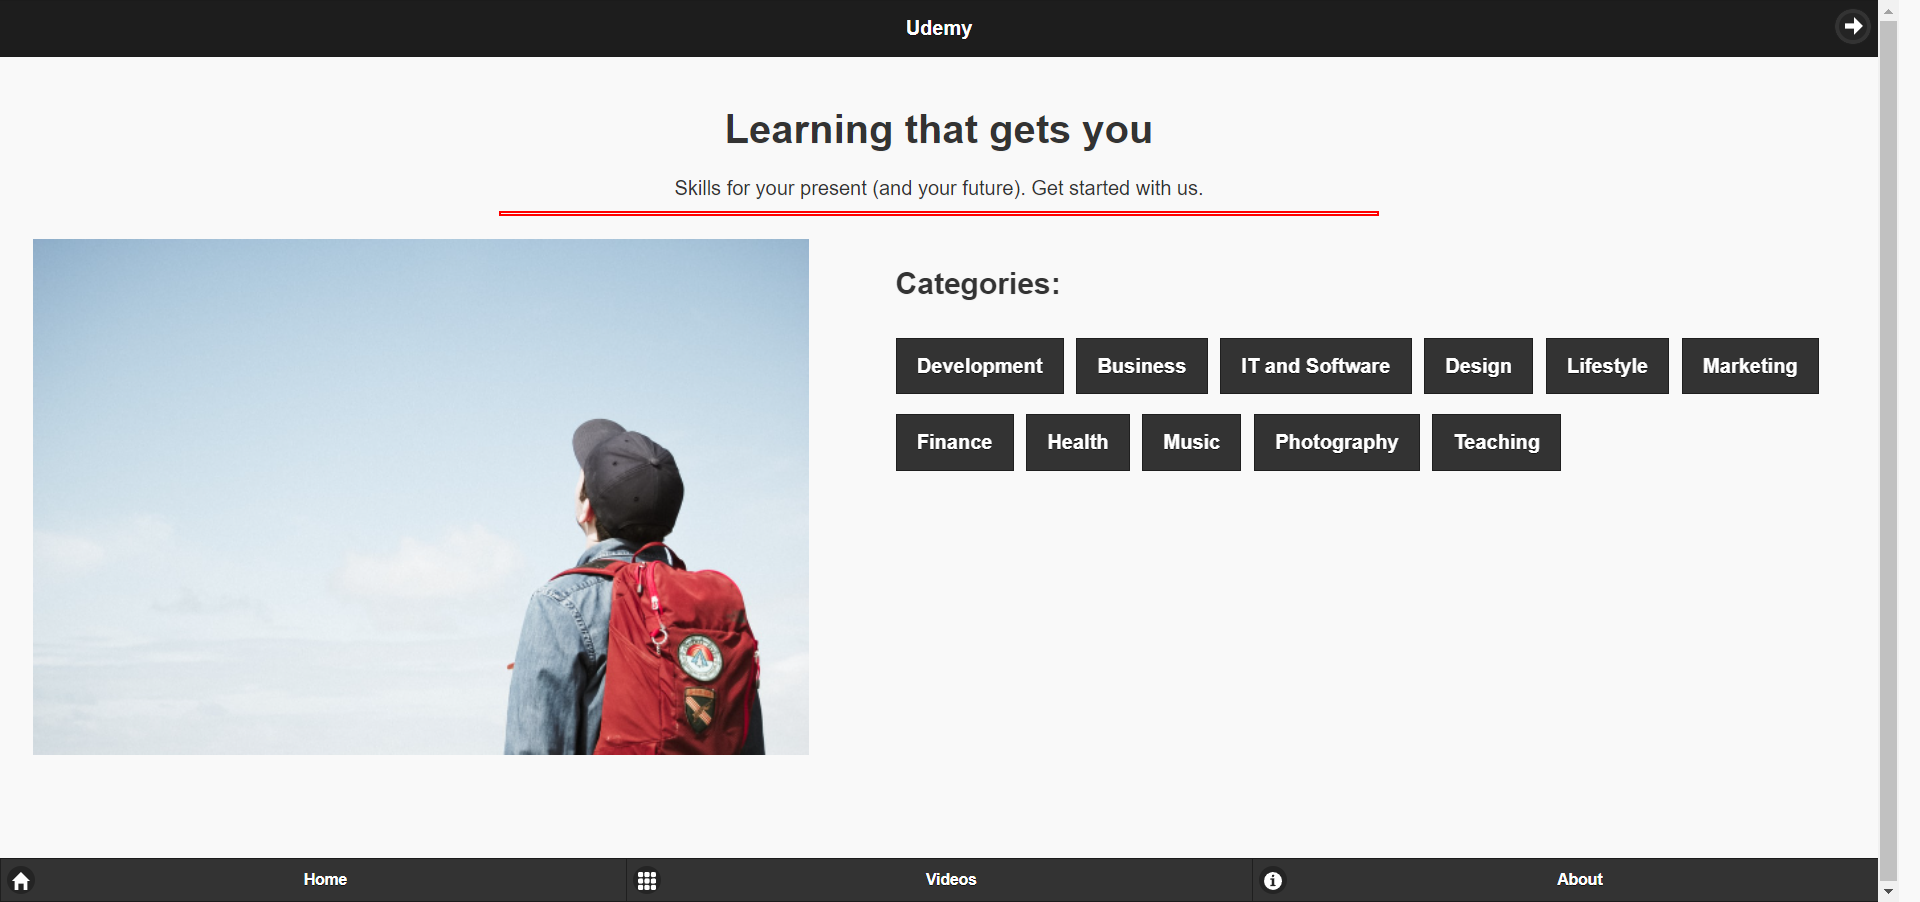 Udemy
Learning that gets you
Skills for your present (and your future). Get started with us.
Categories:
Development Business IT and Software Design Lifestyle Marketing
Finance Health Music Photography Teaching
Home Videos About